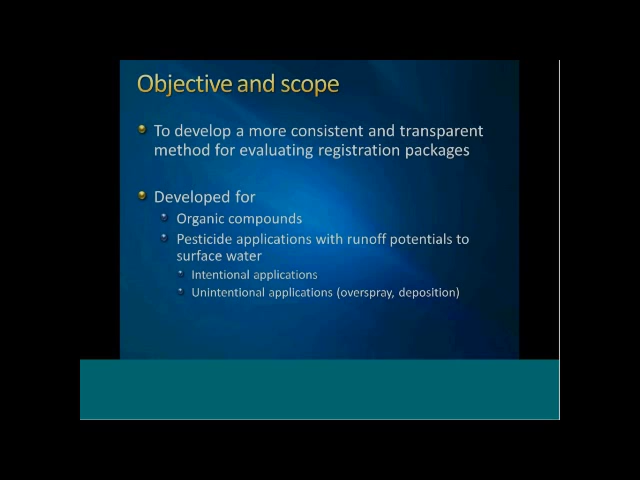 Objective and scope
To develop a more consistent and transparent
method for evaluating registration packages
Developed for
Organic compounds
Pesticide applications with runoff potentials to
surface water
Intentional applications
Unintentional applications (overspray, deposition)